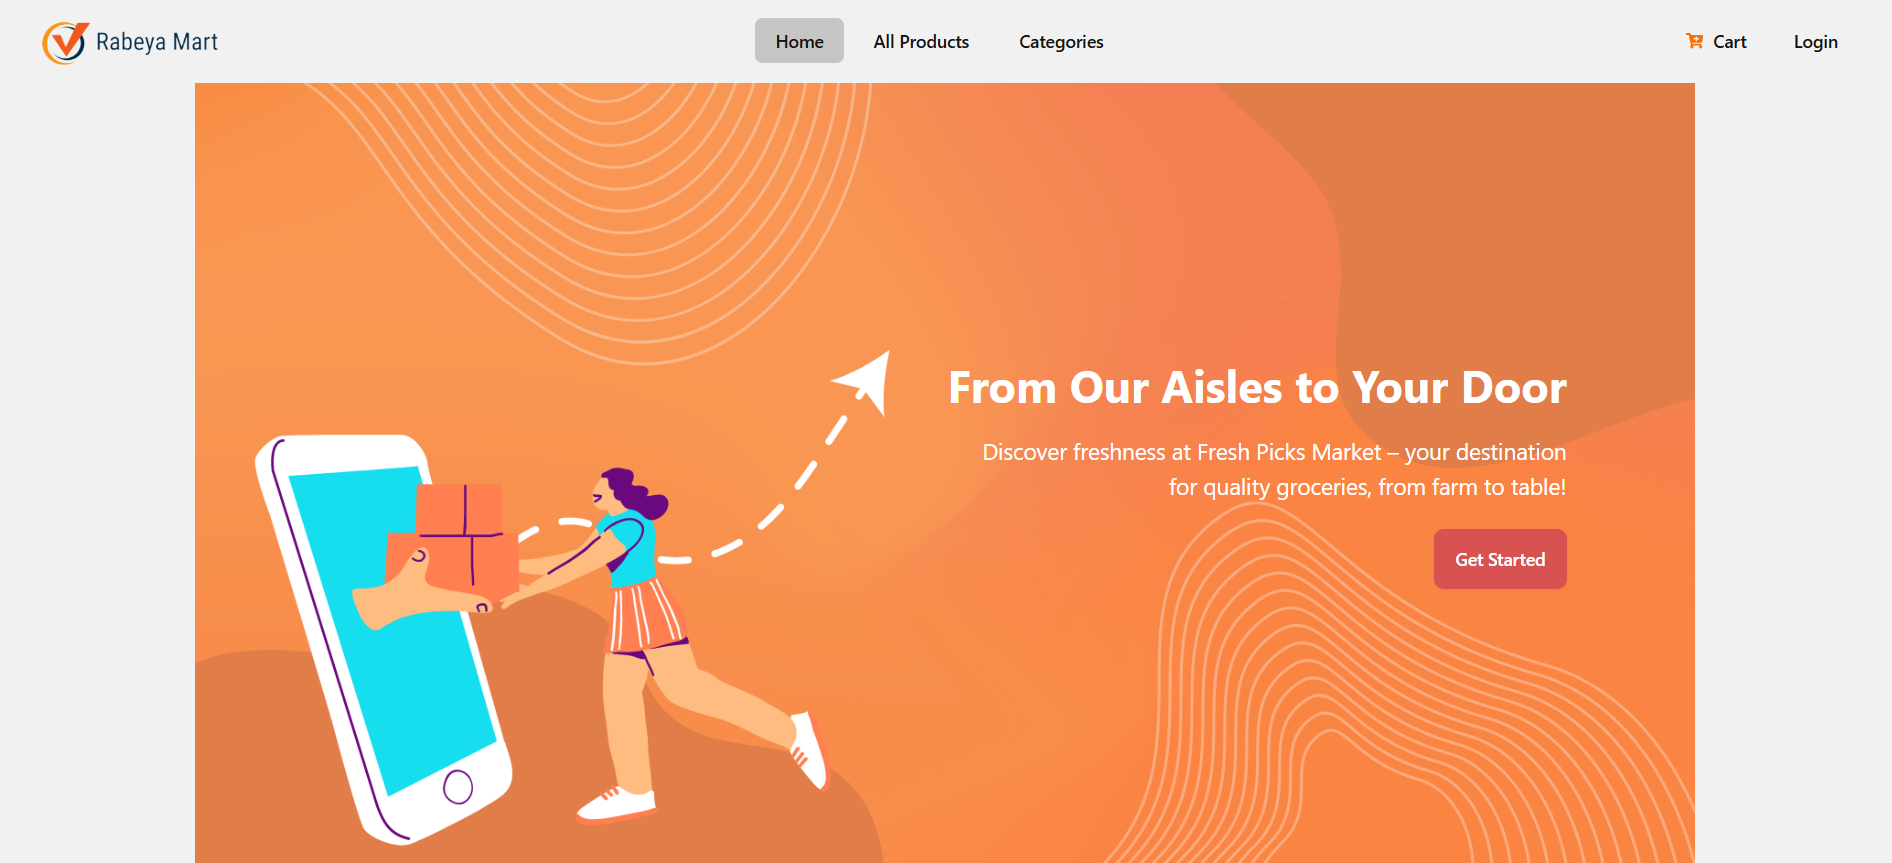 Rabeya Mart
Home
All Products
Categories
Cart
Login
From Our Aisles to Your Door
Discover freshness at Fresh Picks Market – your destination
for quality groceries, from farm to table!
Get Started